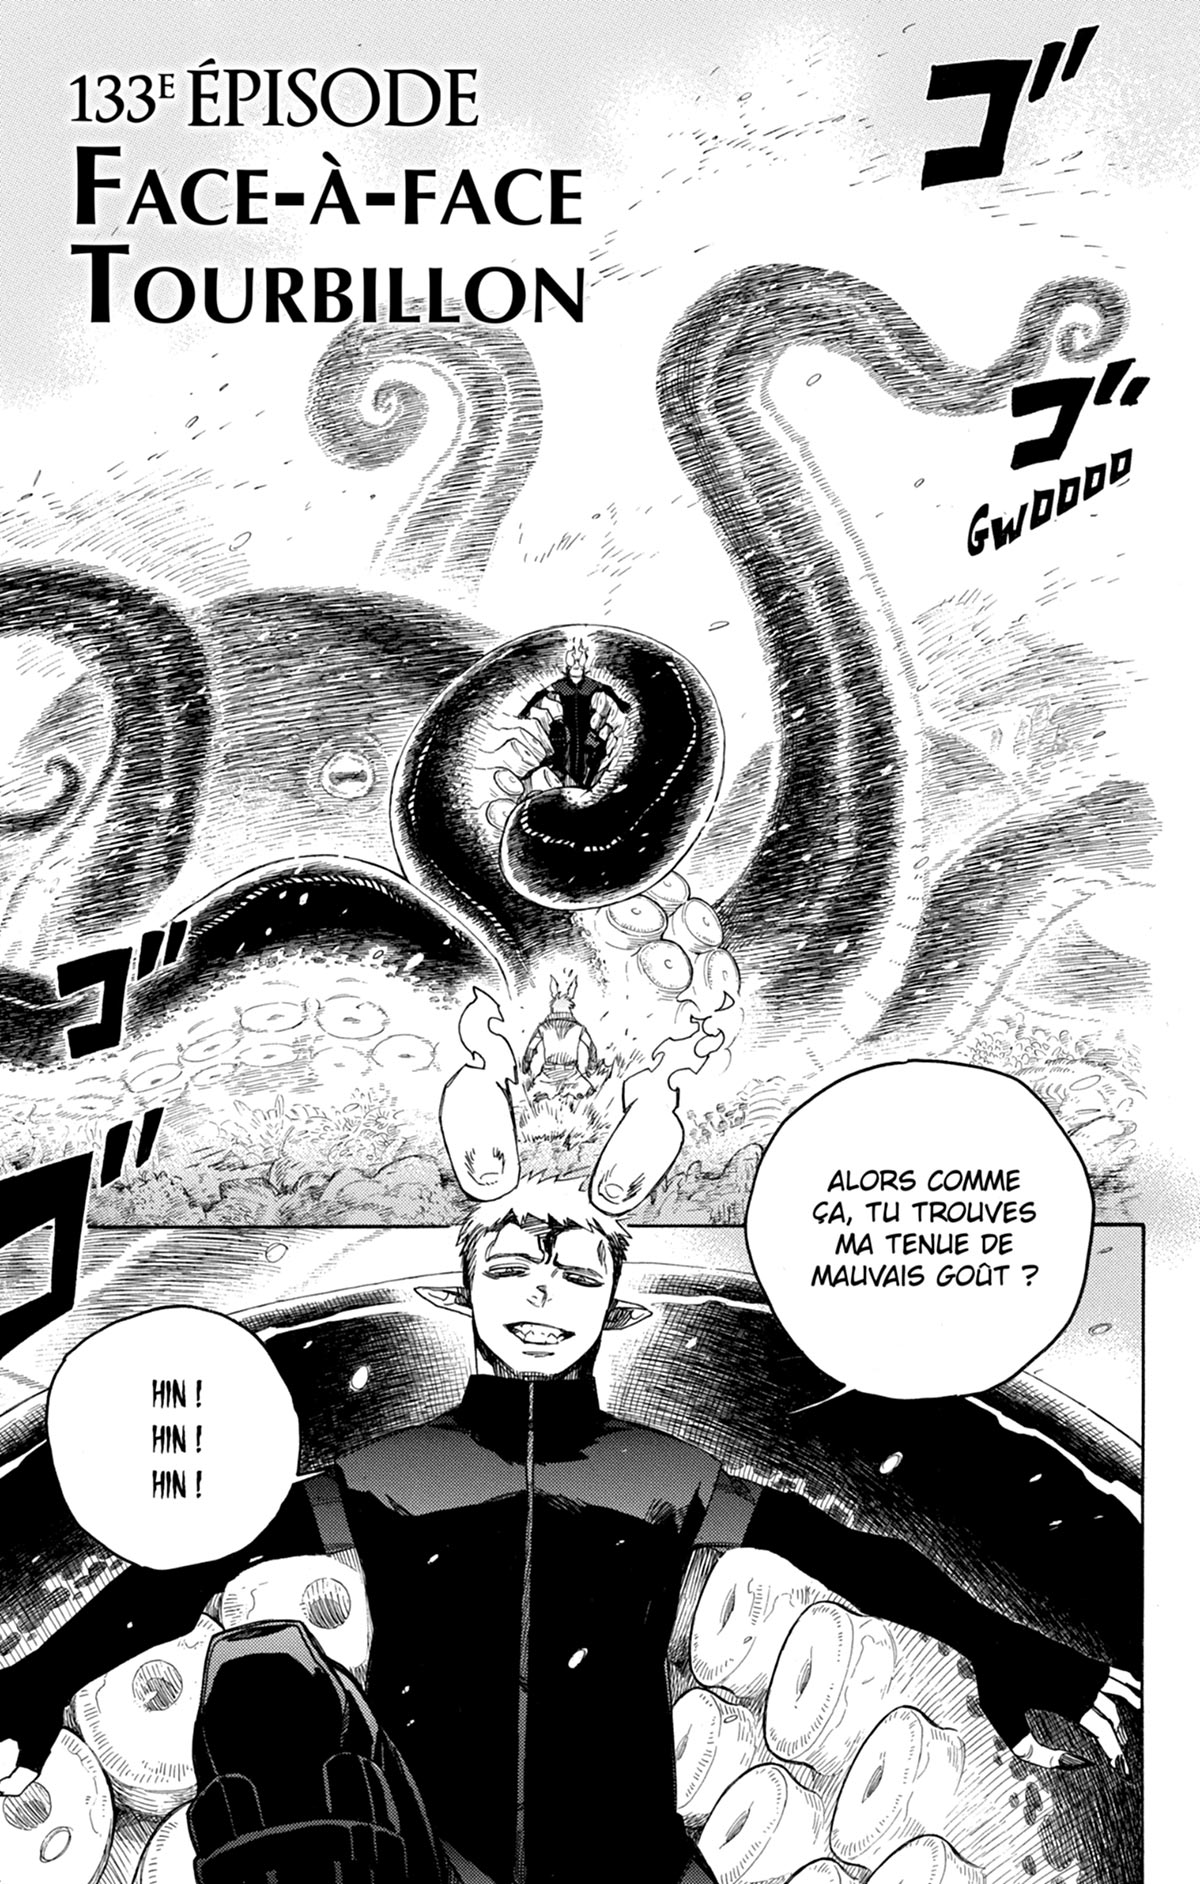 133E ÉPISODE
FACE-À-FACE
TOURBILLON
ゴ
ゴ
GWOOOO
ゴ
ゴ
ALORS COMME
ÇA, TU TROUVES
MA TENUE DE
MAUVAIS GOÛT ?
HIN !
HIN !
HIN !